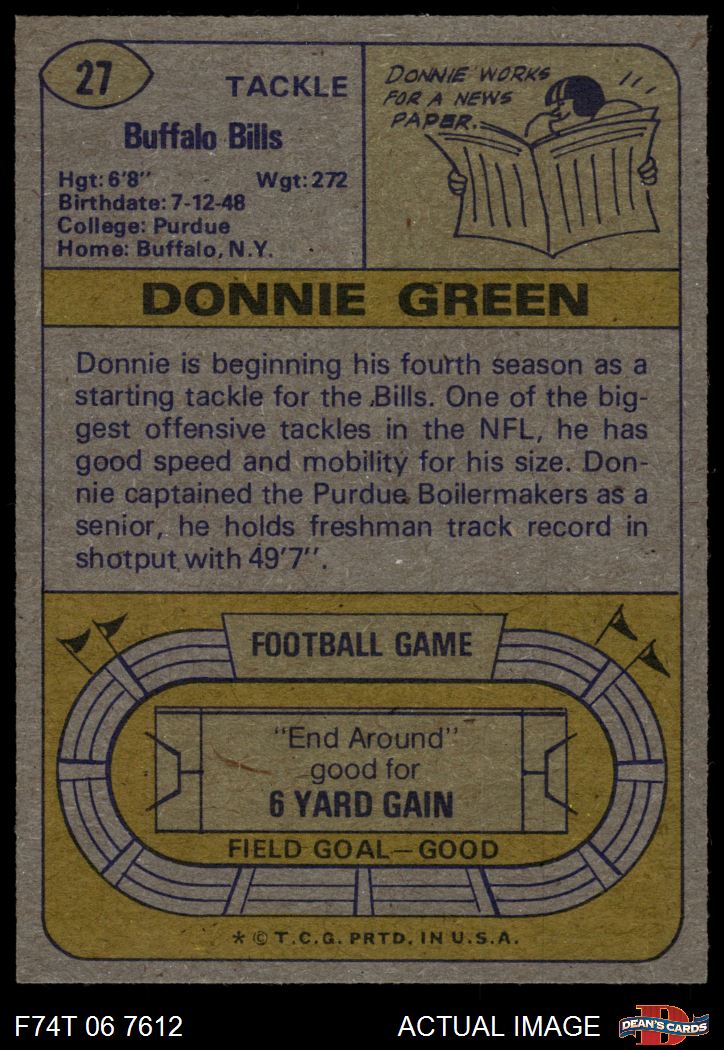 27
TACKLE
Buffalo Bills
Hgt: 6'8" Wgt: 272
Birthdate: 7-12-48
College: Purdue
Home: Buffalo, N.Y.
DONNIE WORKS
FOR A NEWS
PAPER.
DONNIE GREEN
Donnie is beginning his fourth season as a
starting tackle for the Bills. One of the big-
gest offensive tackles in the NFL, he has
good speed and mobility for his size. Don-
nie captained the Purdue Boilermakers as a
senior, he holds freshman track record in
shotput with 49'7".
FOOTBALL GAME
"End Around"
good for
6 YARD GAIN
FIELD GOAL—GOOD
* © T.C.G. PRTD. IN U.S.A.
F74T 06 7612
ACTUAL IMAGE
D
DEAN'S CARDS